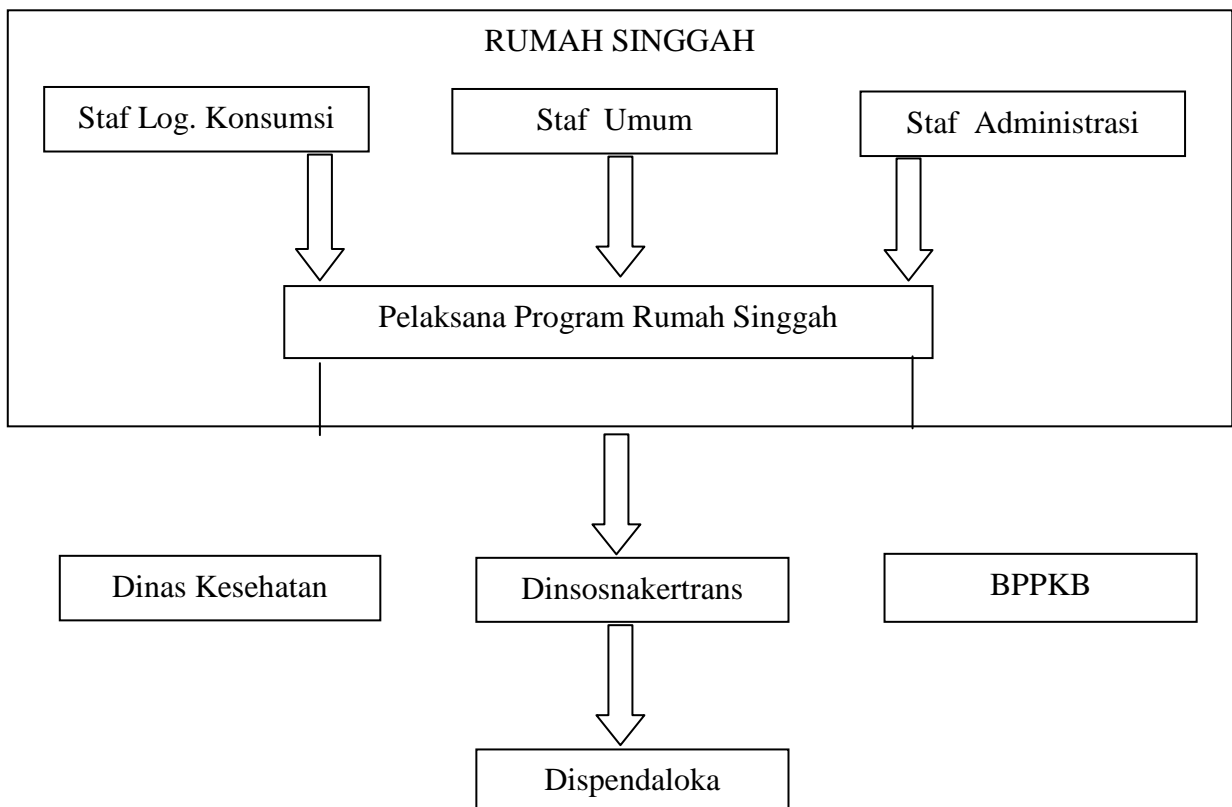 RUMAH SINGGAH
Staf Log. Konsumsi
Staf Umum
Staf Administrasi
Pelaksana Program Rumah Singgah
Dinas Kesehatan
Dinsosnakertrans
BPPKB
Dispendaloka